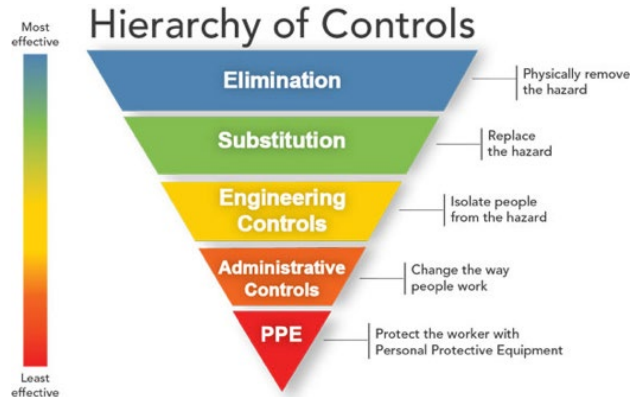 Hierarchy of Controls
Most
effective
Elimination
Physically remove
the hazard
Substitution
Replace
the hazard
Engineering
Controls
Isolate people
from the hazard
Administrative
Controls
Change the way
people work
PPE
Protect the worker with
Personal Protective Equipment
Least
effective